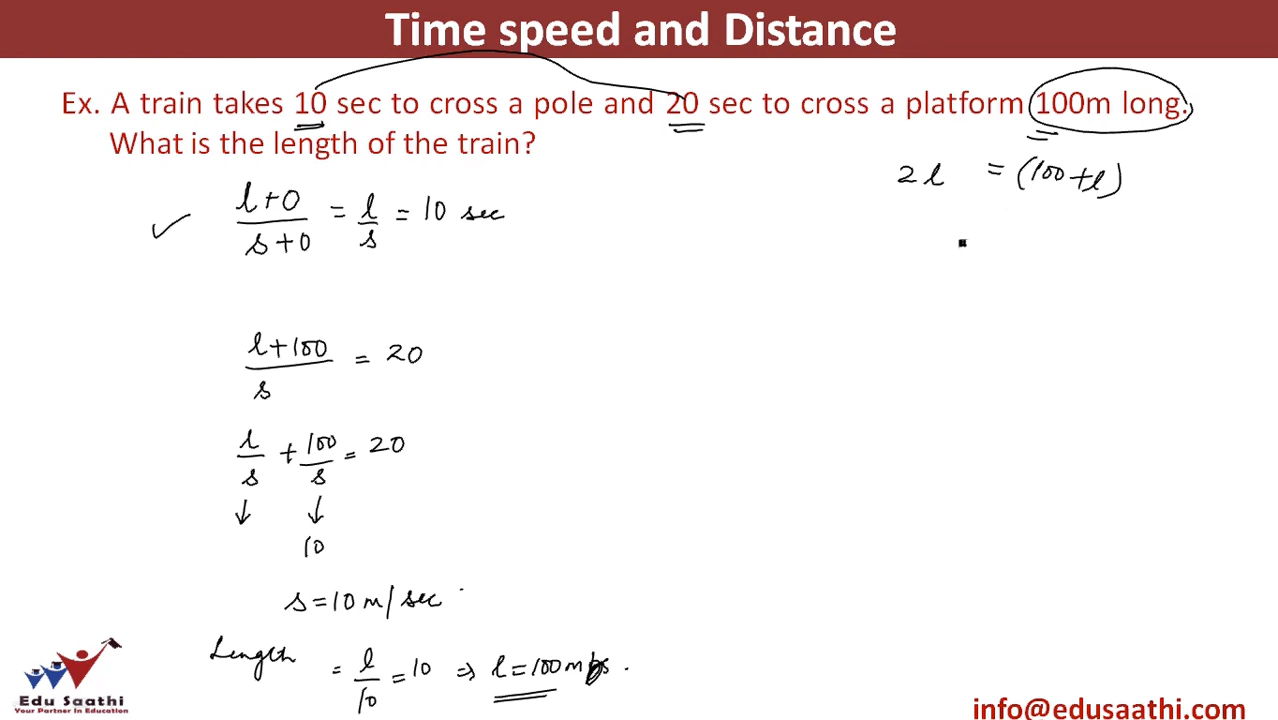 Time speed and Distance
Ex. A train takes 10 sec to cross a pole and 20 sec to cross a platform 100m long.
What is the length of the train?
2l = (100+l)
l+0/s+0 = l/s = 10 sec
l+100/s = 20
l/s + 100/s = 20
10
s=10m/sec
Length = l/10 = 10 ⇒ l=100m
Edu Saathi
Your Partner in Education
info@edusaathi.com